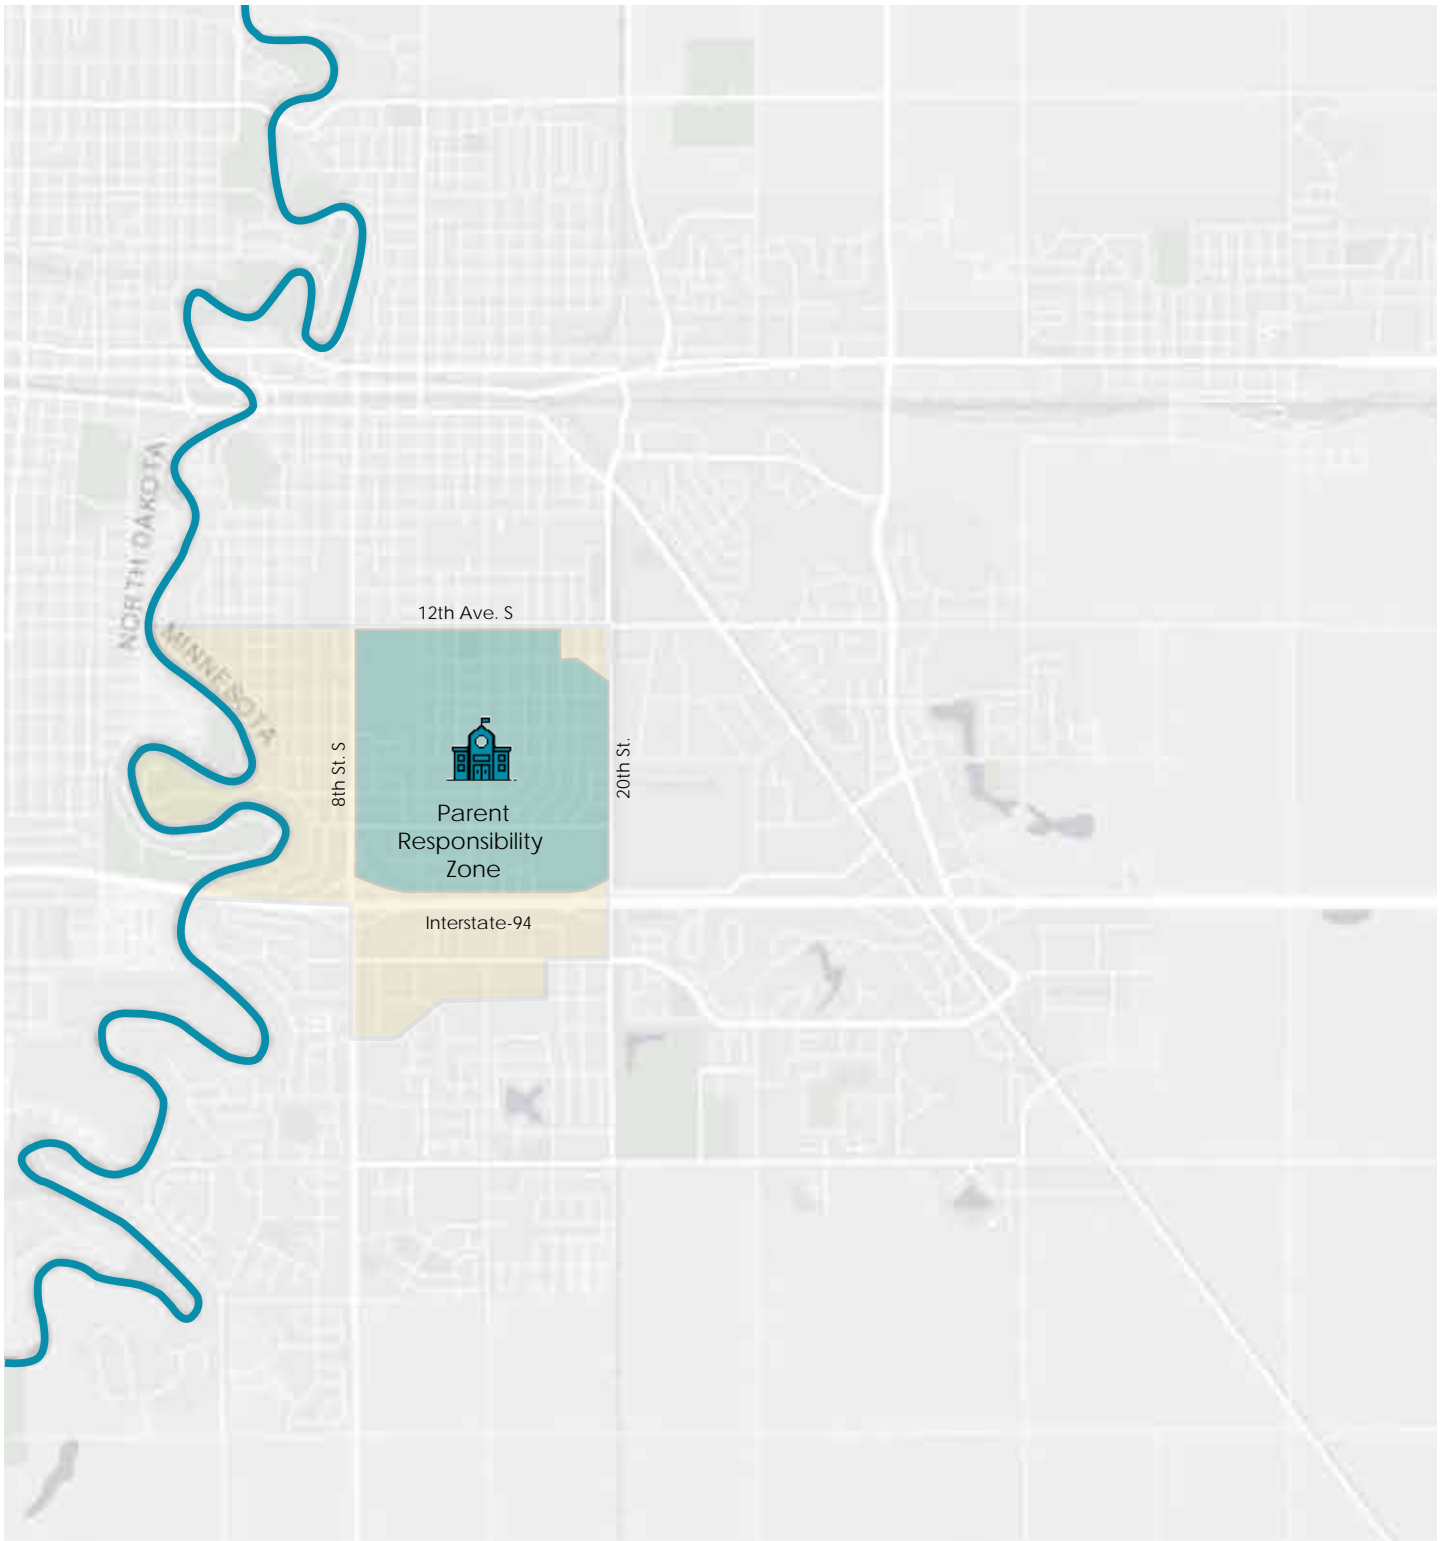 NORTH DAKOTA
MINNESOTA
12th Ave. S
8th St. S
20th St.
Parent
Responsibility
Zone
Interstate-94